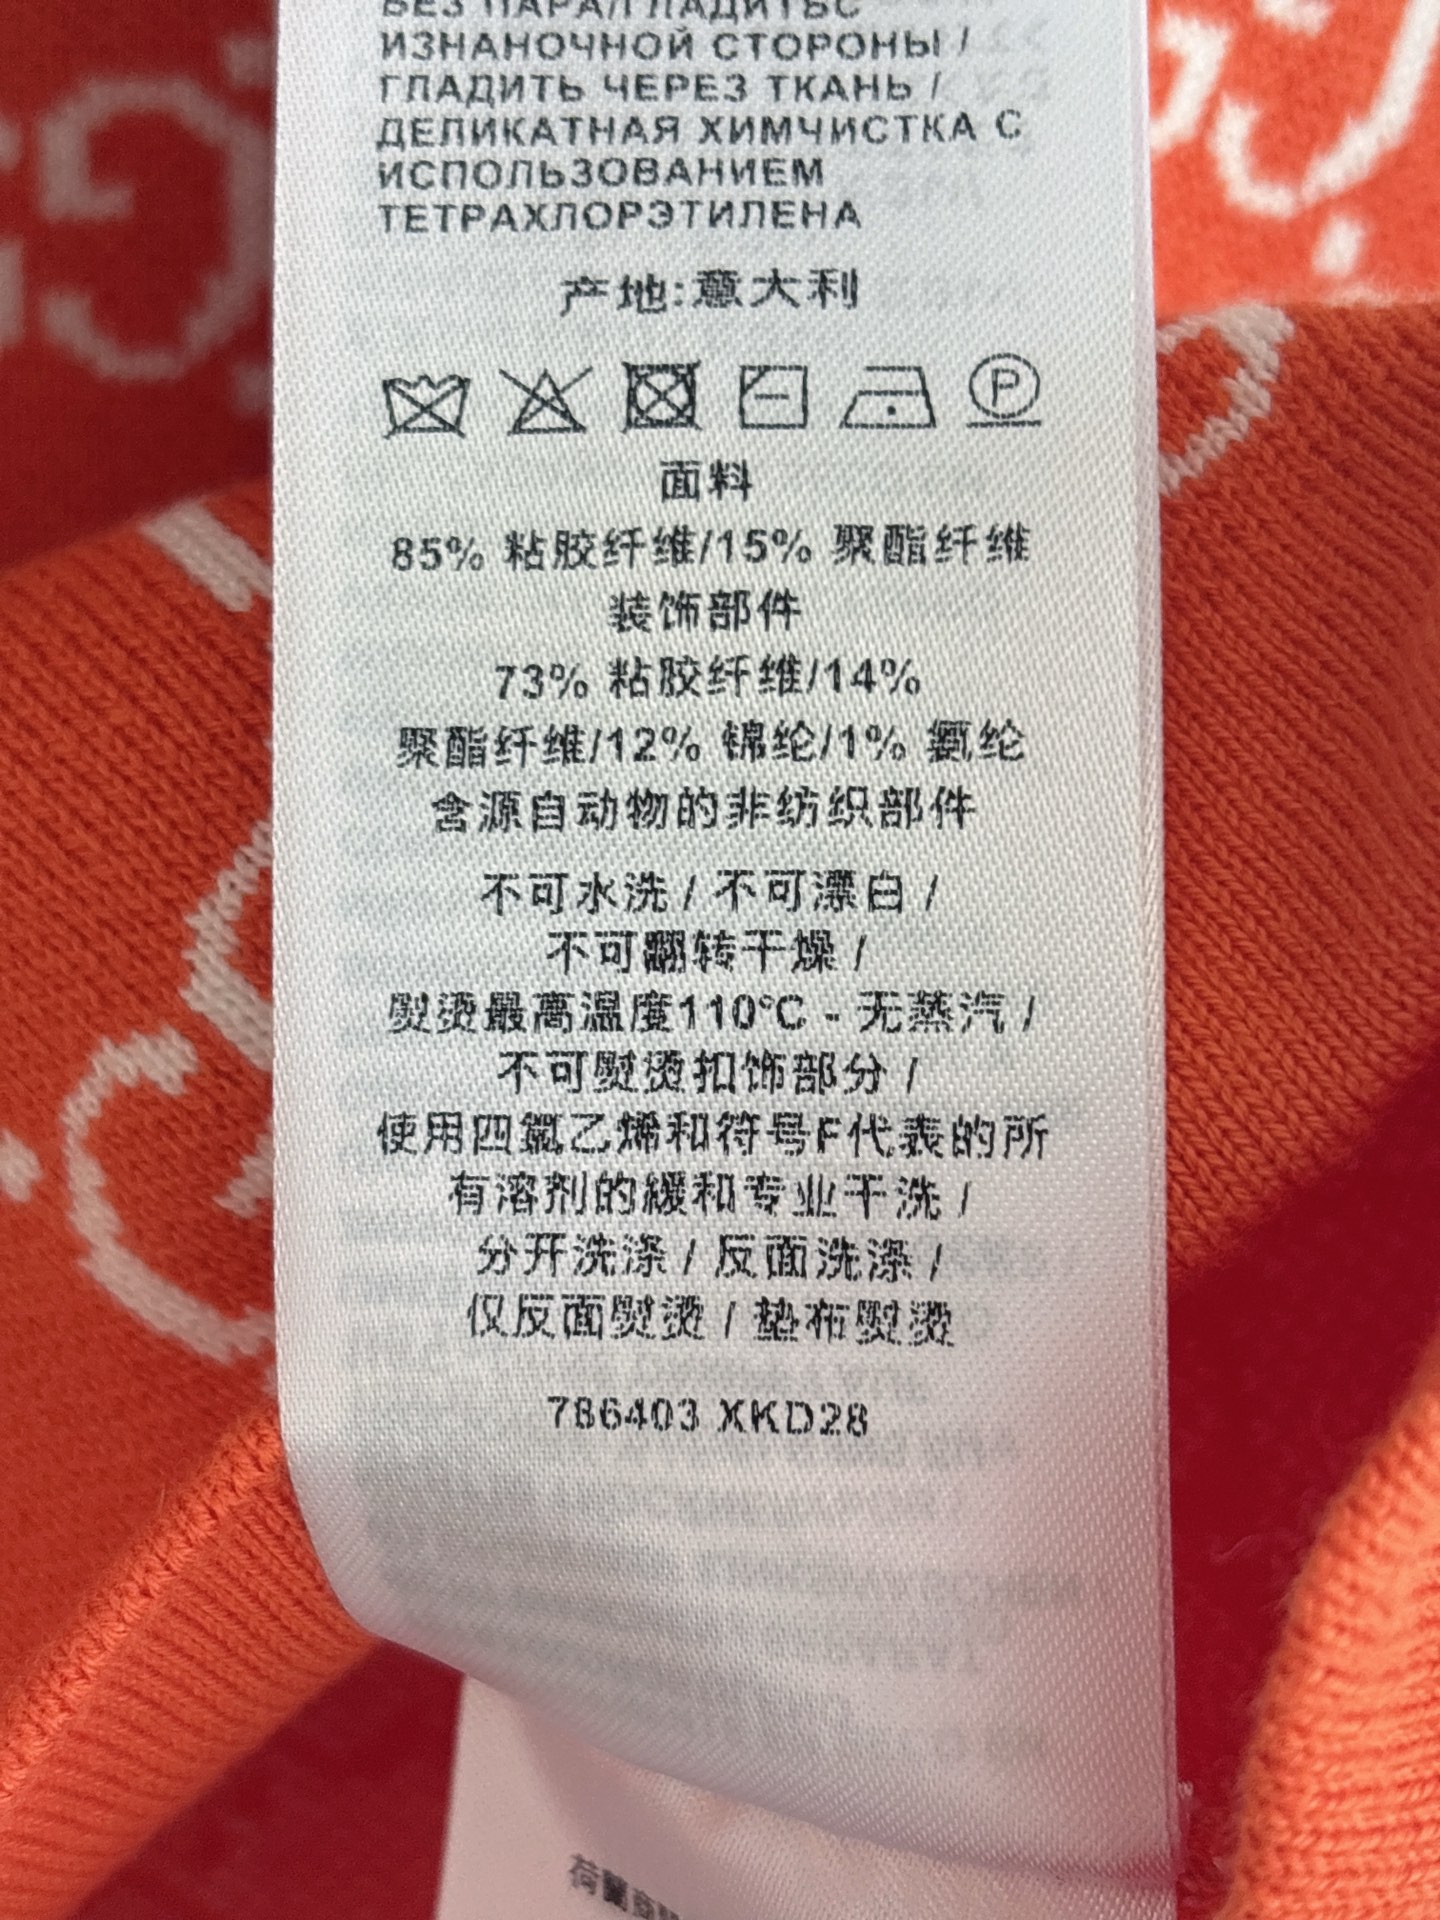 БЕЗ ПАРА/ГЛАДИТЬ С
ИЗНАНОЧНОЙ СТОРОНЫ /
ГЛАДИТЬ ЧЕРЕЗ ТКАНЬ /
ДЕЛИКАТНАЯ ХИМЧИСТКА С
ИСПОЛЬЗОВАНИЕМ
ТЕТРАХЛОРЭТИЛЕНА
产地:意大利
P
面料
85% 粘胶纤维/15% 聚酯纤维
装饰部件
73% 粘胶纤维/14%
聚酯纤维/12% 锦纶/1% 氨纶
含源自动物的非纺织部件
不可水洗 / 不可漂白 /
不可翻转干燥 /
熨烫最高温度110°C - 无蒸汽 /
不可熨烫扣饰部分 /
使用四氯乙烯和符号F代表的所
有溶剂的緩和专业干洗 /
分开洗涤 / 反面洗涤 /
仅反面熨烫 / 垫布熨烫
786403 XKD28
荷蘭商